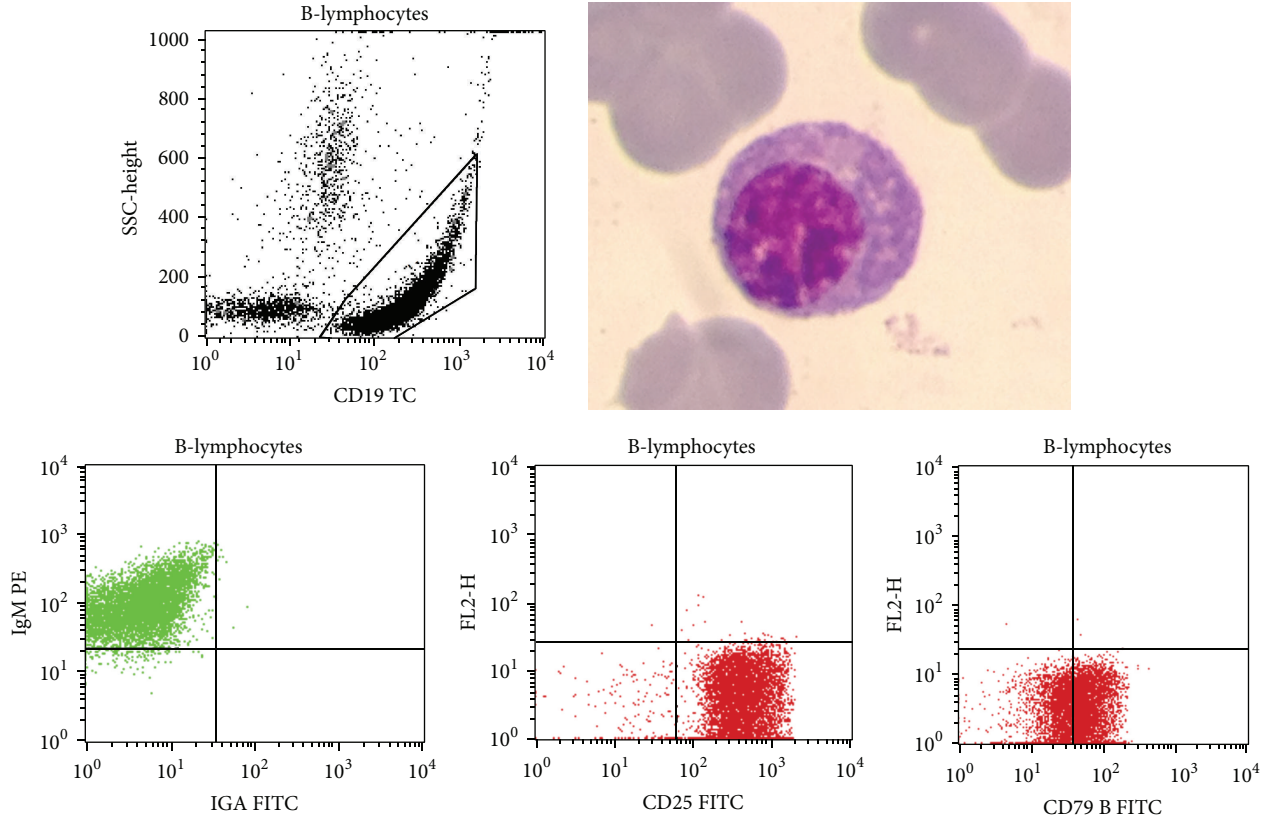 B-lymphocytes
1000
800
600
400
200
0
SSC-height
10^0 10^1 10^2 10^3 10^4
CD19 TC
B-lymphocytes
10^4
10^3
10^2
10^1
10^0
IgM PE
10^0 10^1 10^2 10^3 10^4
IGA FITC
B-lymphocytes
10^4
10^3
10^2
10^1
10^0
FL2-H
10^0 10^1 10^2 10^3 10^4
CD25 FITC
B-lymphocytes
10^4
10^3
10^2
10^1
10^0
FL2-H
10^0 10^1 10^2 10^3 10^4
CD79 B FITC